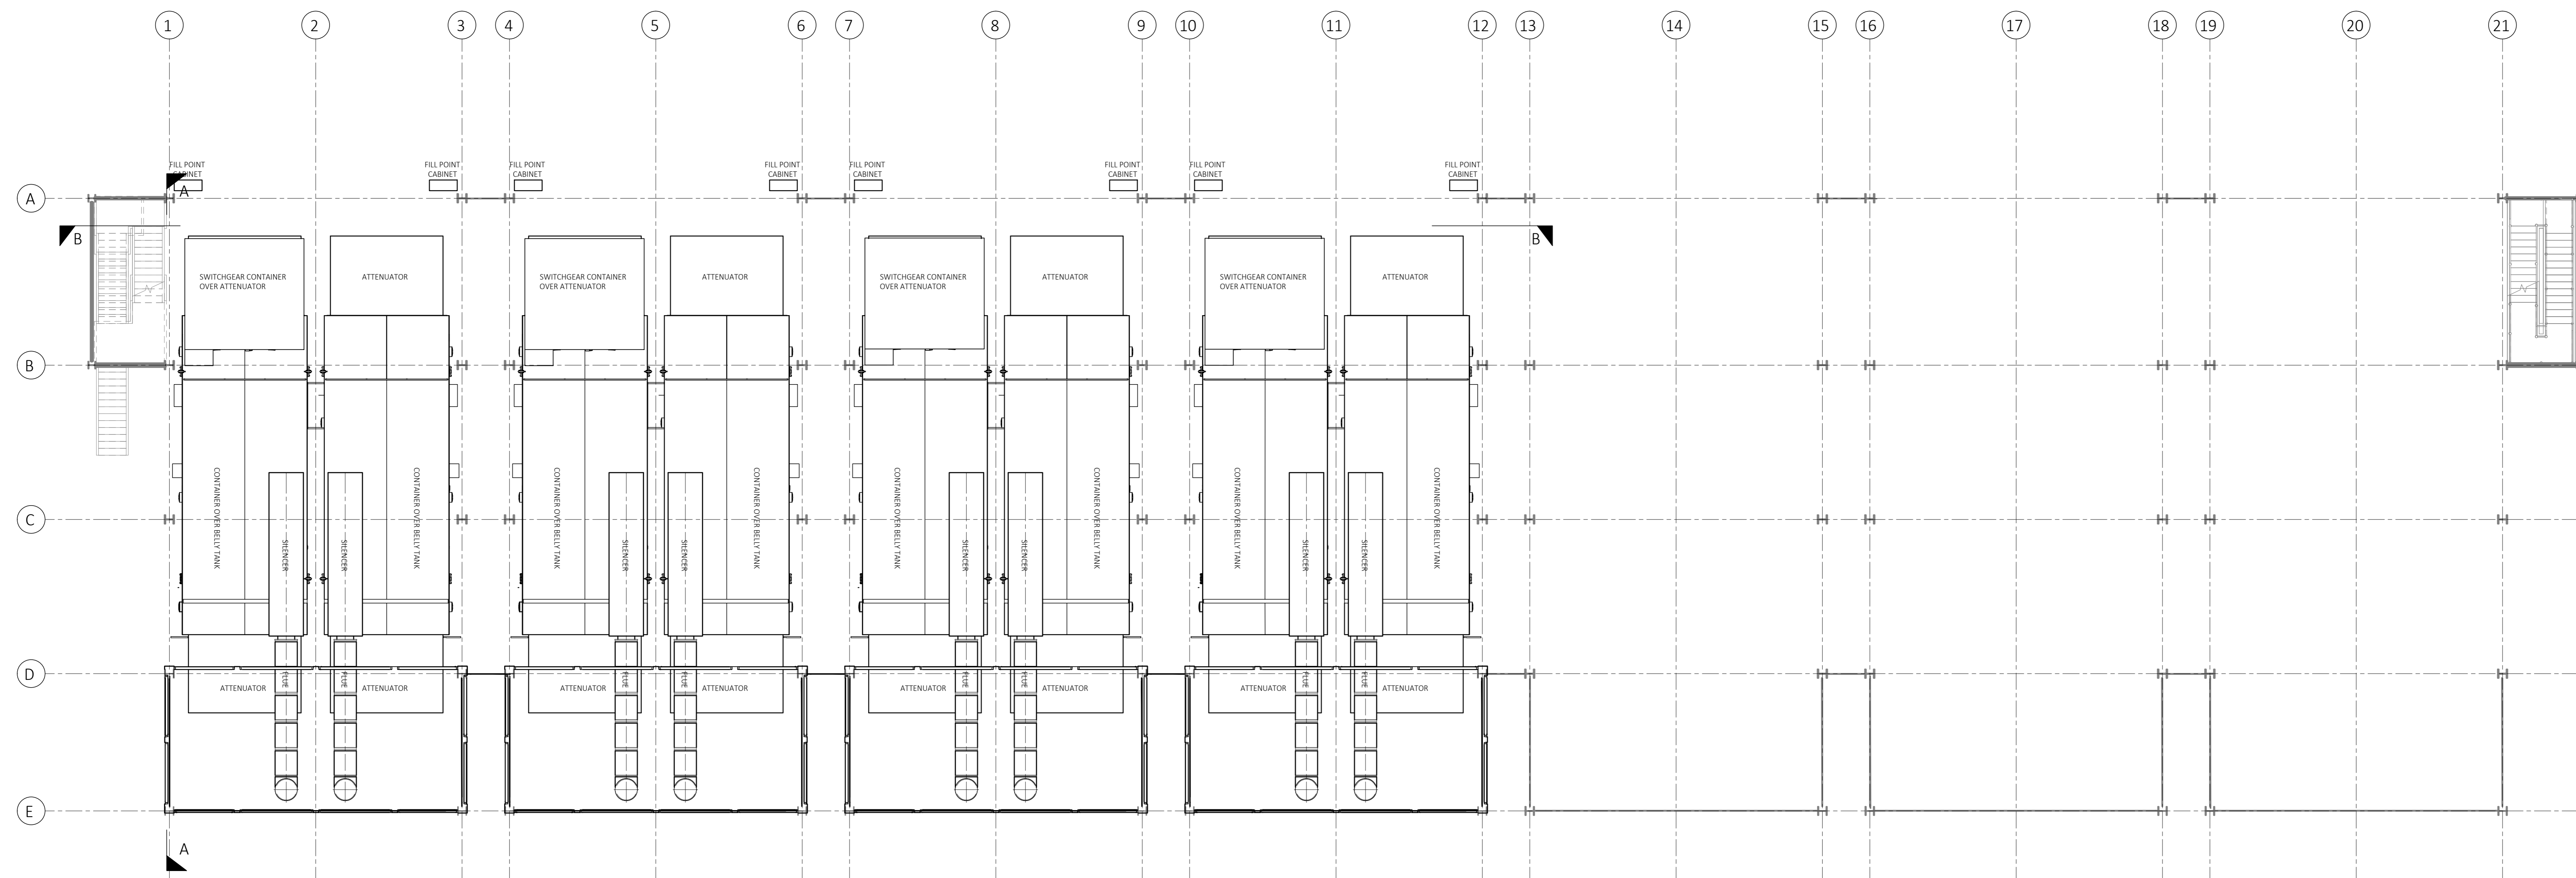 1 2 3 4 5 6 7 8 9 10 11 12 13 14 15 16 17 18 19 20 21
FILL POINT FILL POINT FILL POINT FILL POINT FILL POINT FILL POINT FILL POINT FILL POINT
CABINET CABINET CABINET CABINET CABINET CABINET CABINET CABINET
A A
B B
SWITCHGEAR CONTAINER ATTENUATOR SWITCHGEAR CONTAINER ATTENUATOR SWITCHGEAR CONTAINER ATTENUATOR SWITCHGEAR CONTAINER ATTENUATOR
OVER ATTENUATOR OVER ATTENUATOR OVER ATTENUATOR OVER ATTENUATOR
B
CONTAINER OVER BELLY TANK CONTAINER OVER BELLY TANK CONTAINER OVER BELLY TANK CONTAINER OVER BELLY TANK CONTAINER OVER BELLY TANK CONTAINER OVER BELLY TANK CONTAINER OVER BELLY TANK CONTAINER OVER BELLY TANK
C
SILENCER SILENCER SILENCER SILENCER SILENCER SILENCER SILENCER SILENCER
D
ATTENUATOR FLUE FLUE ATTENUATOR ATTENUATOR FLUE FLUE ATTENUATOR ATTENUATOR FLUE FLUE ATTENUATOR ATTENUATOR FLUE FLUE ATTENUATOR
E
A